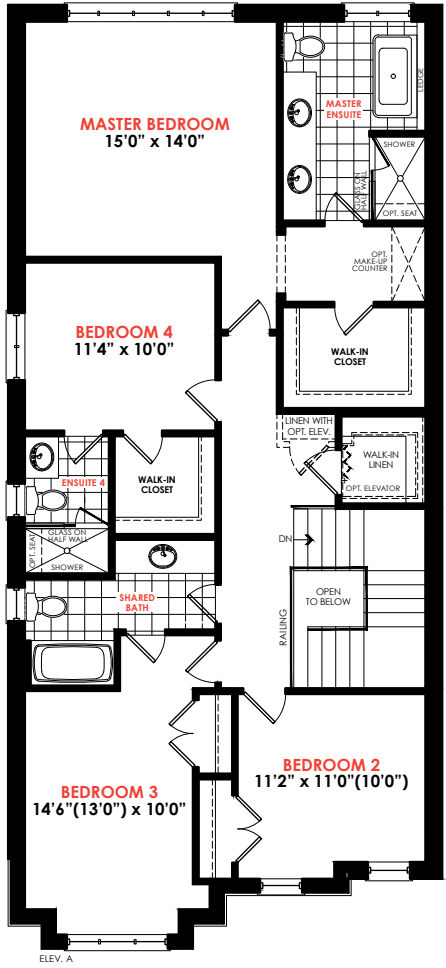 MASTER BEDROOM
15'0" x 14'0"
MASTER
ENSUITE
LEDGE
SHOWER
GLASS ON
HALF WALL
OPT. SEAT
OPT.
MAKE-UP
COUNTER
BEDROOM 4
11'4" x 10'0"
WALK-IN
CLOSET
LINEN WITH
OPT. ELEV.
WALK-IN
LINEN
OPT. ELEVATOR
ENSUITE 4
WALK-IN
CLOSET
GLASS ON
HALF WALL
OPT. SEAT
SHOWER
DN
OPEN
TO BELOW
RAILING
SHARED
BATH
BEDROOM 2
11'2" x 11'0"(10'0")
BEDROOM 3
14'6"(13'0") x 10'0"
ELEV. A